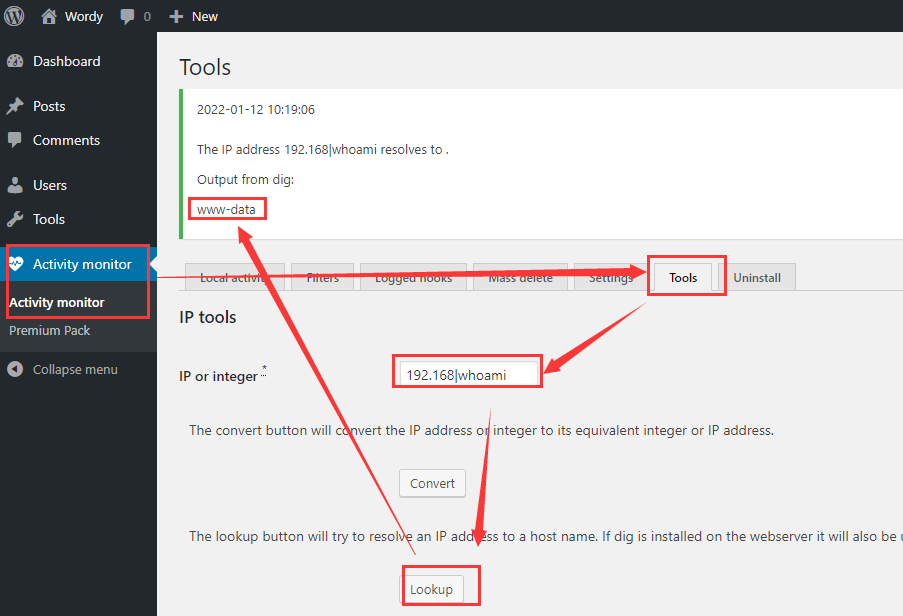 Wordy 0 + New
Dashboard
Posts
Comments
Users
Tools
Activity monitor
Activity monitor
Premium Pack
Collapse menu
Tools
2022-01-12 10:19:06
The IP address 192.168|whoami resolves to .
Output from dig:
www-data
Local activity Filters Logged hooks Mass delete Settings Tools Uninstall
IP tools
IP or integer * 192.168|whoami
The convert button will convert the IP address or integer to its equivalent integer or IP address.
Convert
The lookup button will try to resolve an IP address to a host name. If dig is installed on the webserver it will also be
Lookup